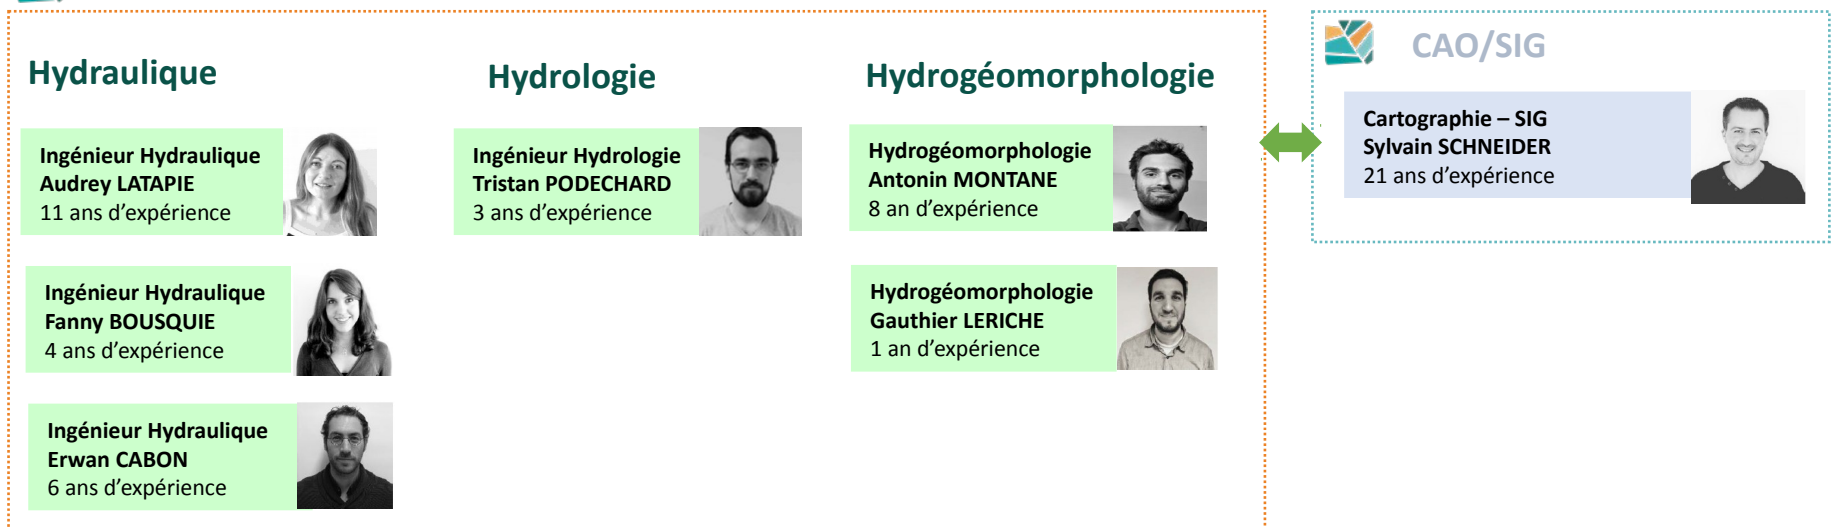 Hydraulique
Ingénieur Hydraulique
Audrey LATAPIE
11 ans d’expérience
Ingénieur Hydraulique
Fanny BOUSQUIE
4 ans d’expérience
Ingénieur Hydraulique
Erwan CABON
6 ans d’expérience
Hydrologie
Ingénieur Hydrologie
Tristan PODECHARD
3 ans d’expérience
Hydrogéomorphologie
Hydrogéomorphologie
Antonin MONTANE
8 an d’expérience
Hydrogéomorphologie
Gauthier LERICHE
1 an d’expérience
CAO/SIG
Cartographie – SIG
Sylvain SCHNEIDER
21 ans d’expérience